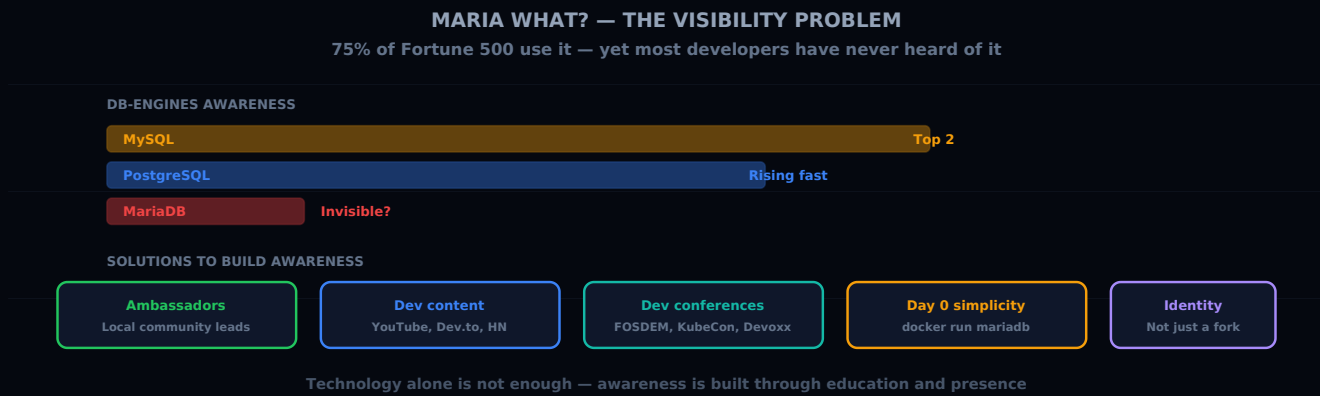 MARIA WHAT? — THE VISIBILITY PROBLEM
75% of Fortune 500 use it — yet most developers have never heard of it
DB-ENGINES AWARENESS
MySQL Top 2
PostgreSQL Rising fast
MariaDB Invisible?
SOLUTIONS TO BUILD AWARENESS
Ambassadors
Local community leads
Dev content
YouTube, Dev.to, HN
Dev conferences
FOSDEM, KubeCon, Devoxx
Day 0 simplicity
docker run mariadb
Identity
Not just a fork
Technology alone is not enough — awareness is built through education and presence